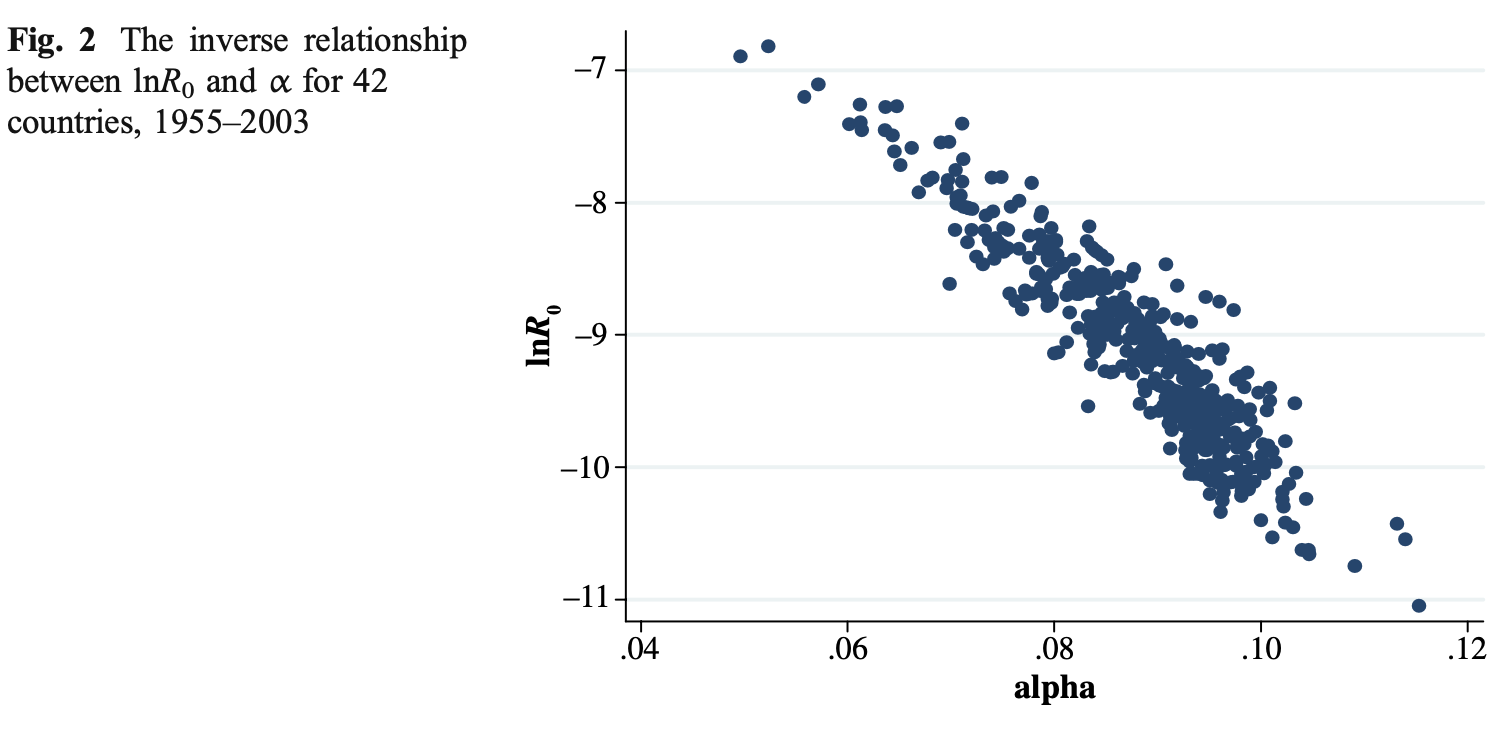 Fig. 2 The inverse relationship
between lnR₀ and α for 42
countries, 1955–2003
–7
–8
–9
–10
–11
lnR₀
.04 .06 .08 .10 .12
alpha